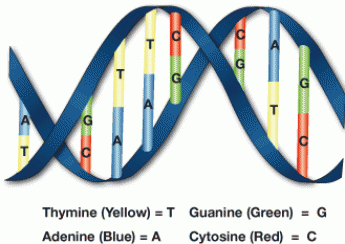 A T
G C
T A
T A
C G
C G
A T
G C
Thymine (Yellow) = T Guanine (Green) = G
Adenine (Blue) = A Cytosine (Red) = C